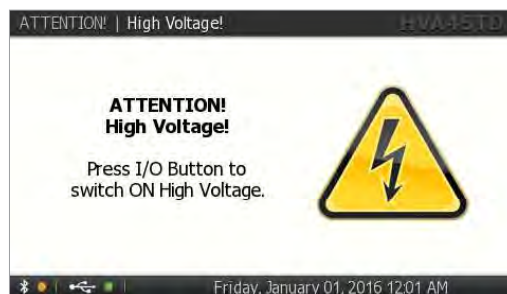 ATTENTION! | High Voltage! HVA45TD
ATTENTION!
High Voltage!
Press I/O Button to
switch ON High Voltage.
Friday, January 01, 2016 12:01 AM